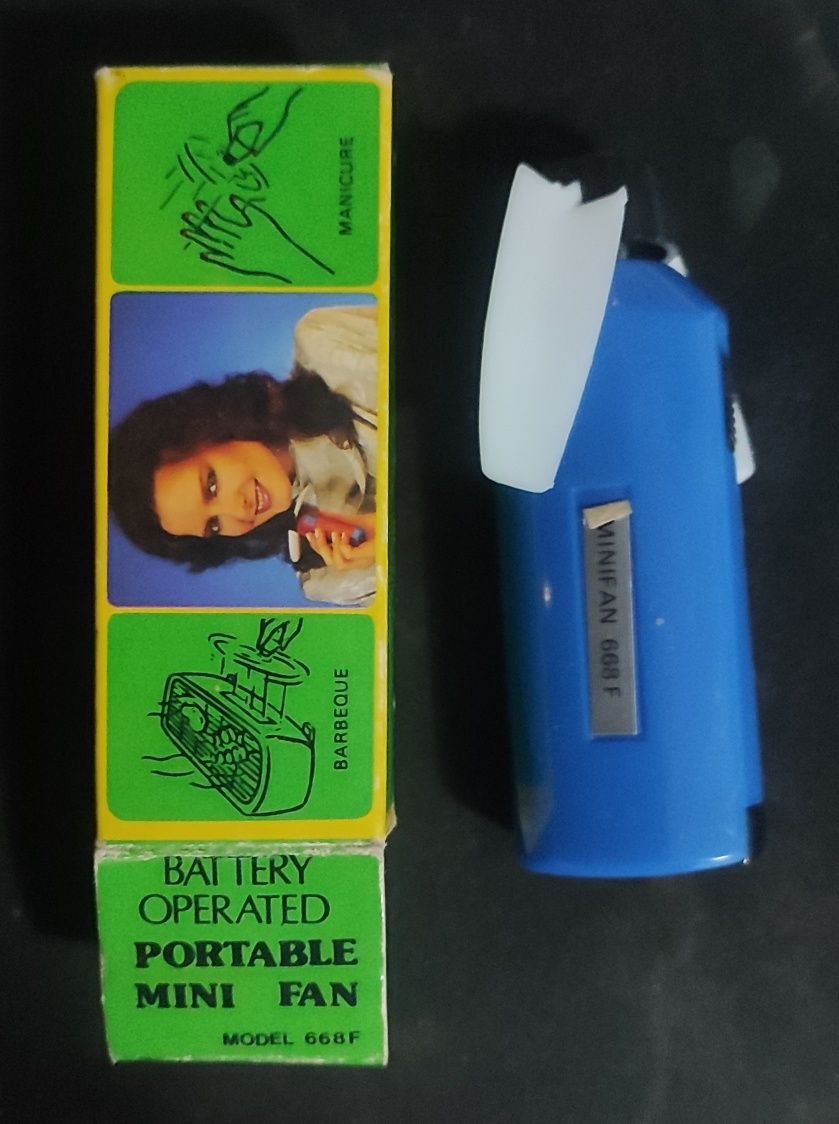 MANICURE
BARBEQUE
BATTERY
OPERATED
PORTABLE
MINI FAN
MODEL 668F
MINIFAN 668F